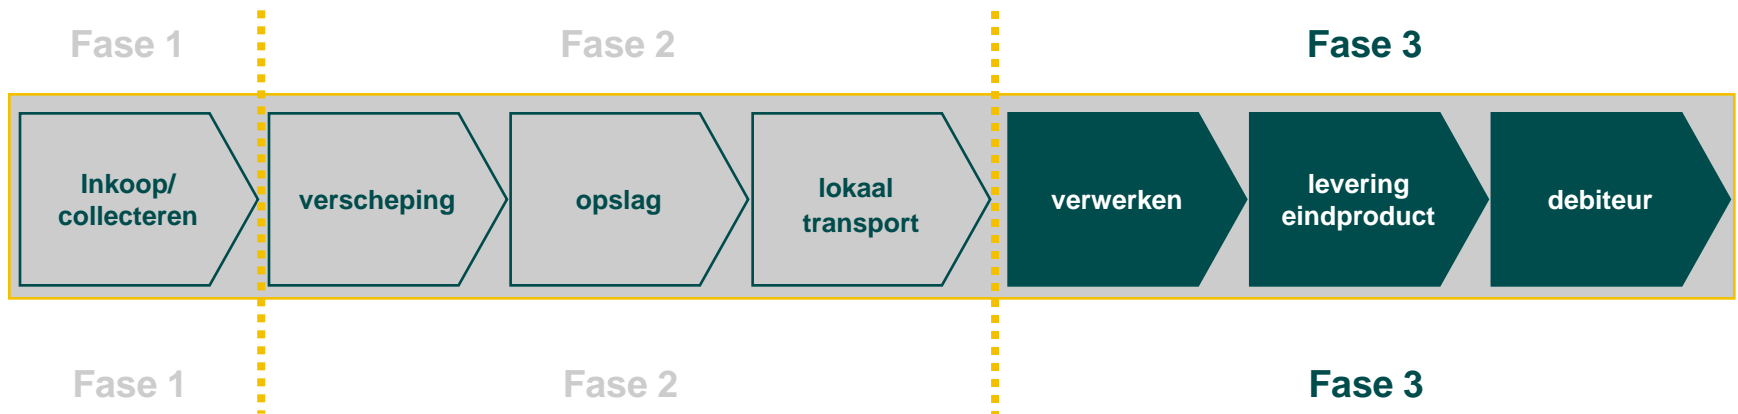 Fase 1
Fase 2
Fase 3
Inkoop/
collecteren
verscheping
opslag
lokaal
transport
verwerken
levering
eindproduct
debiteur
Fase 1
Fase 2
Fase 3